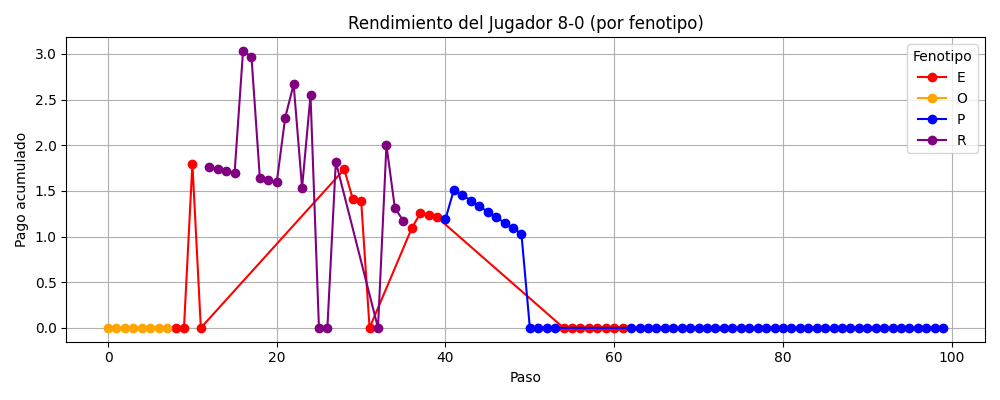 Rendimiento del Jugador 8-0 (por fenotipo)
Pago acumulado
3.0
2.5
2.0
1.5
1.0
0.5
0.0
Fenotipo
E
O
P
R
0 20 40 60 80 100
Paso